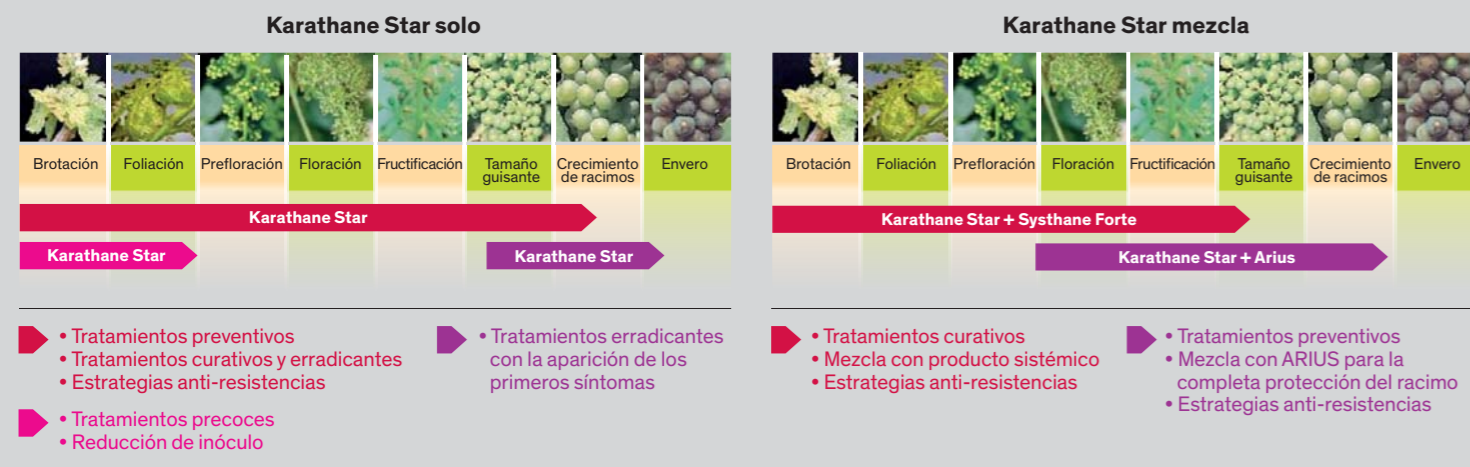 Karathane Star solo
Brotación
Foliación
Prefloración
Floración
Fructificación
Tamaño
guisante
Crecimiento
de racimos
Envero
Karathane Star
Karathane Star
Karathane Star
• Tratamientos preventivos
• Tratamientos curativos y erradicantes
• Estrategias anti-resistencias
• Tratamientos precoces
• Reducción de inóculo
• Tratamientos erradicantes
con la aparición de los
primeros síntomas
Karathane Star mezcla
Brotación
Foliación
Prefloración
Floración
Fructificación
Tamaño
guisante
Crecimiento
de racimos
Envero
Karathane Star + Systhane Forte
Karathane Star + Arius
• Tratamientos curativos
• Mezcla con producto sistémico
• Estrategias anti-resistencias
• Tratamientos preventivos
• Mezcla con ARIUS para la
completa protección del racimo
• Estrategias anti-resistencias